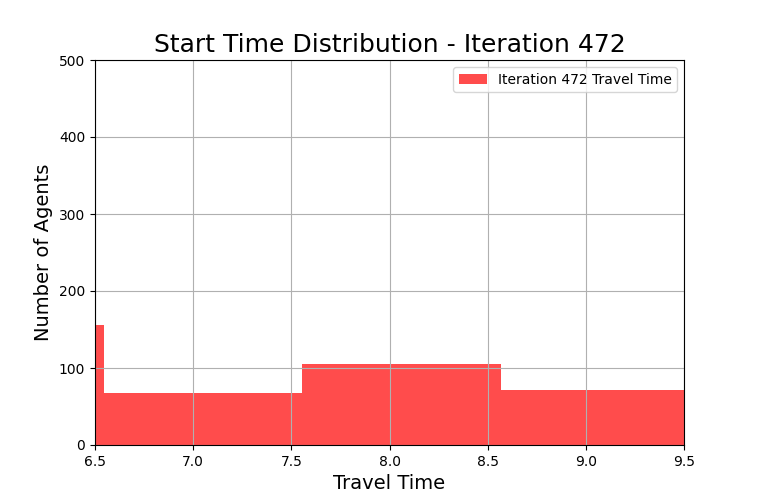 Start Time Distribution - Iteration 472
500
Iteration 472 Travel Time
400
300
200
100
0
Number of Agents
6.5 7.0 7.5 8.0 8.5 9.0 9.5
Travel Time